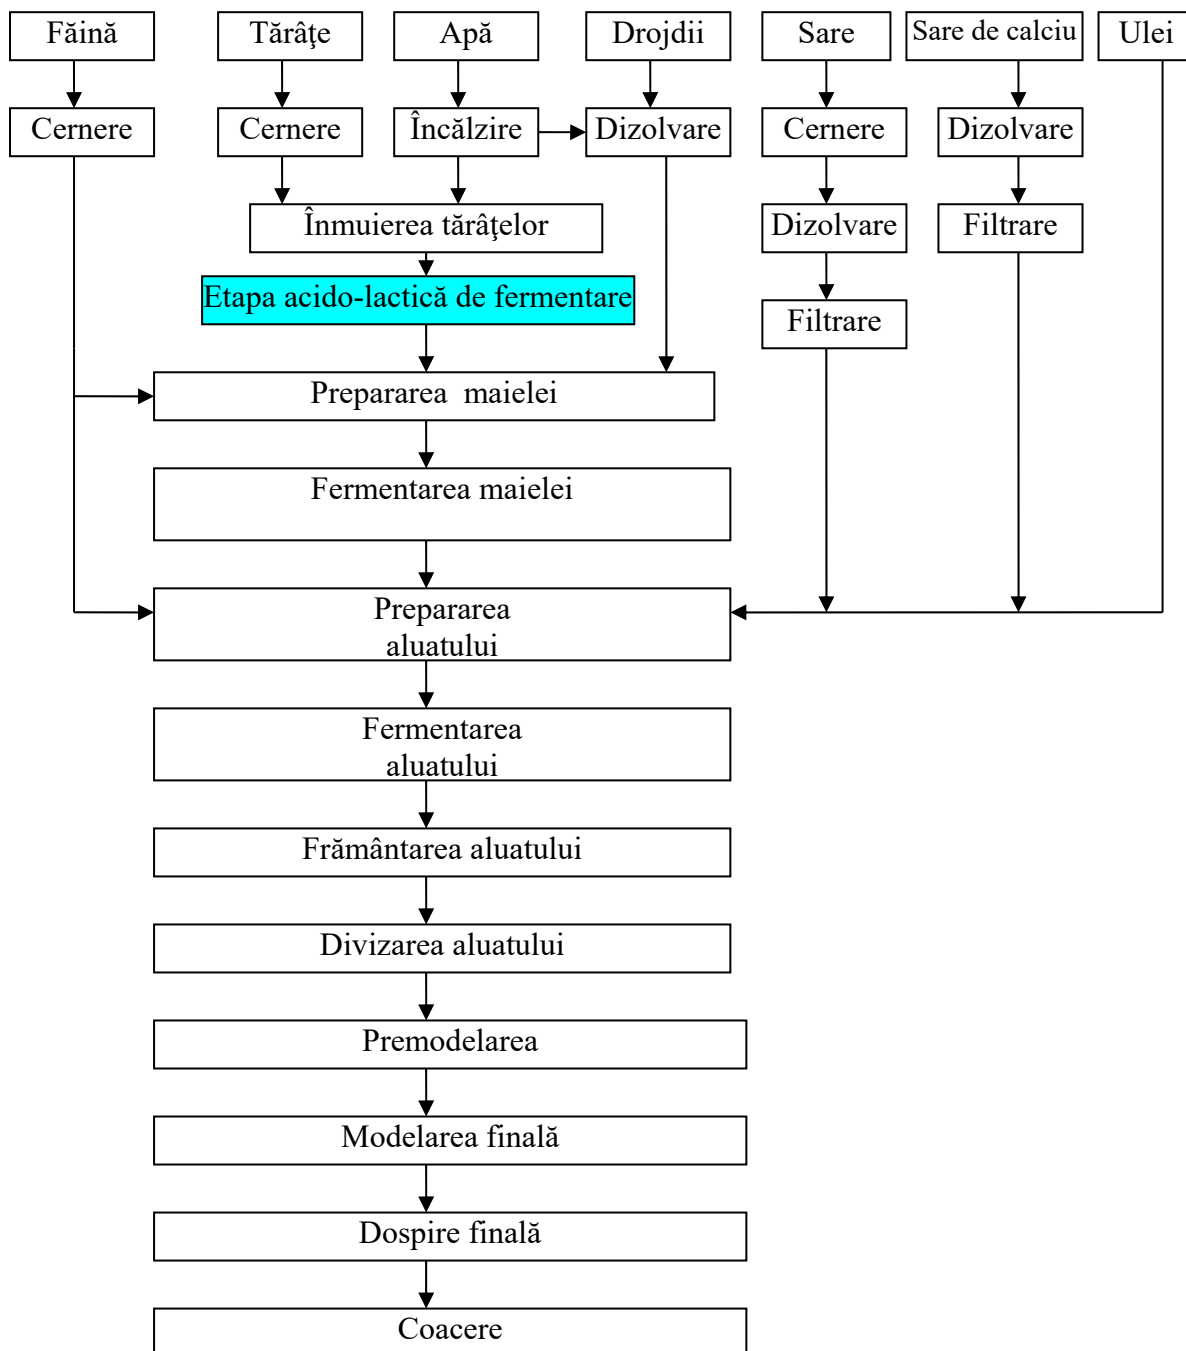 Făină
Tărâţe
Apă
Drojdii
Sare
Sare de calciu
Ulei
Cernere
Cernere
Încălzire
Dizolvare
Cernere
Dizolvare
Înmuierea tărâţelor
Dizolvare
Filtrare
Etapa acido-lactică de fermentare
Filtrare
Prepararea maielei
Fermentarea maielei
Prepararea
aluatului
Fermentarea
aluatului
Frământarea aluatului
Divizarea aluatului
Premodelarea
Modelarea finală
Dospire finală
Coacere